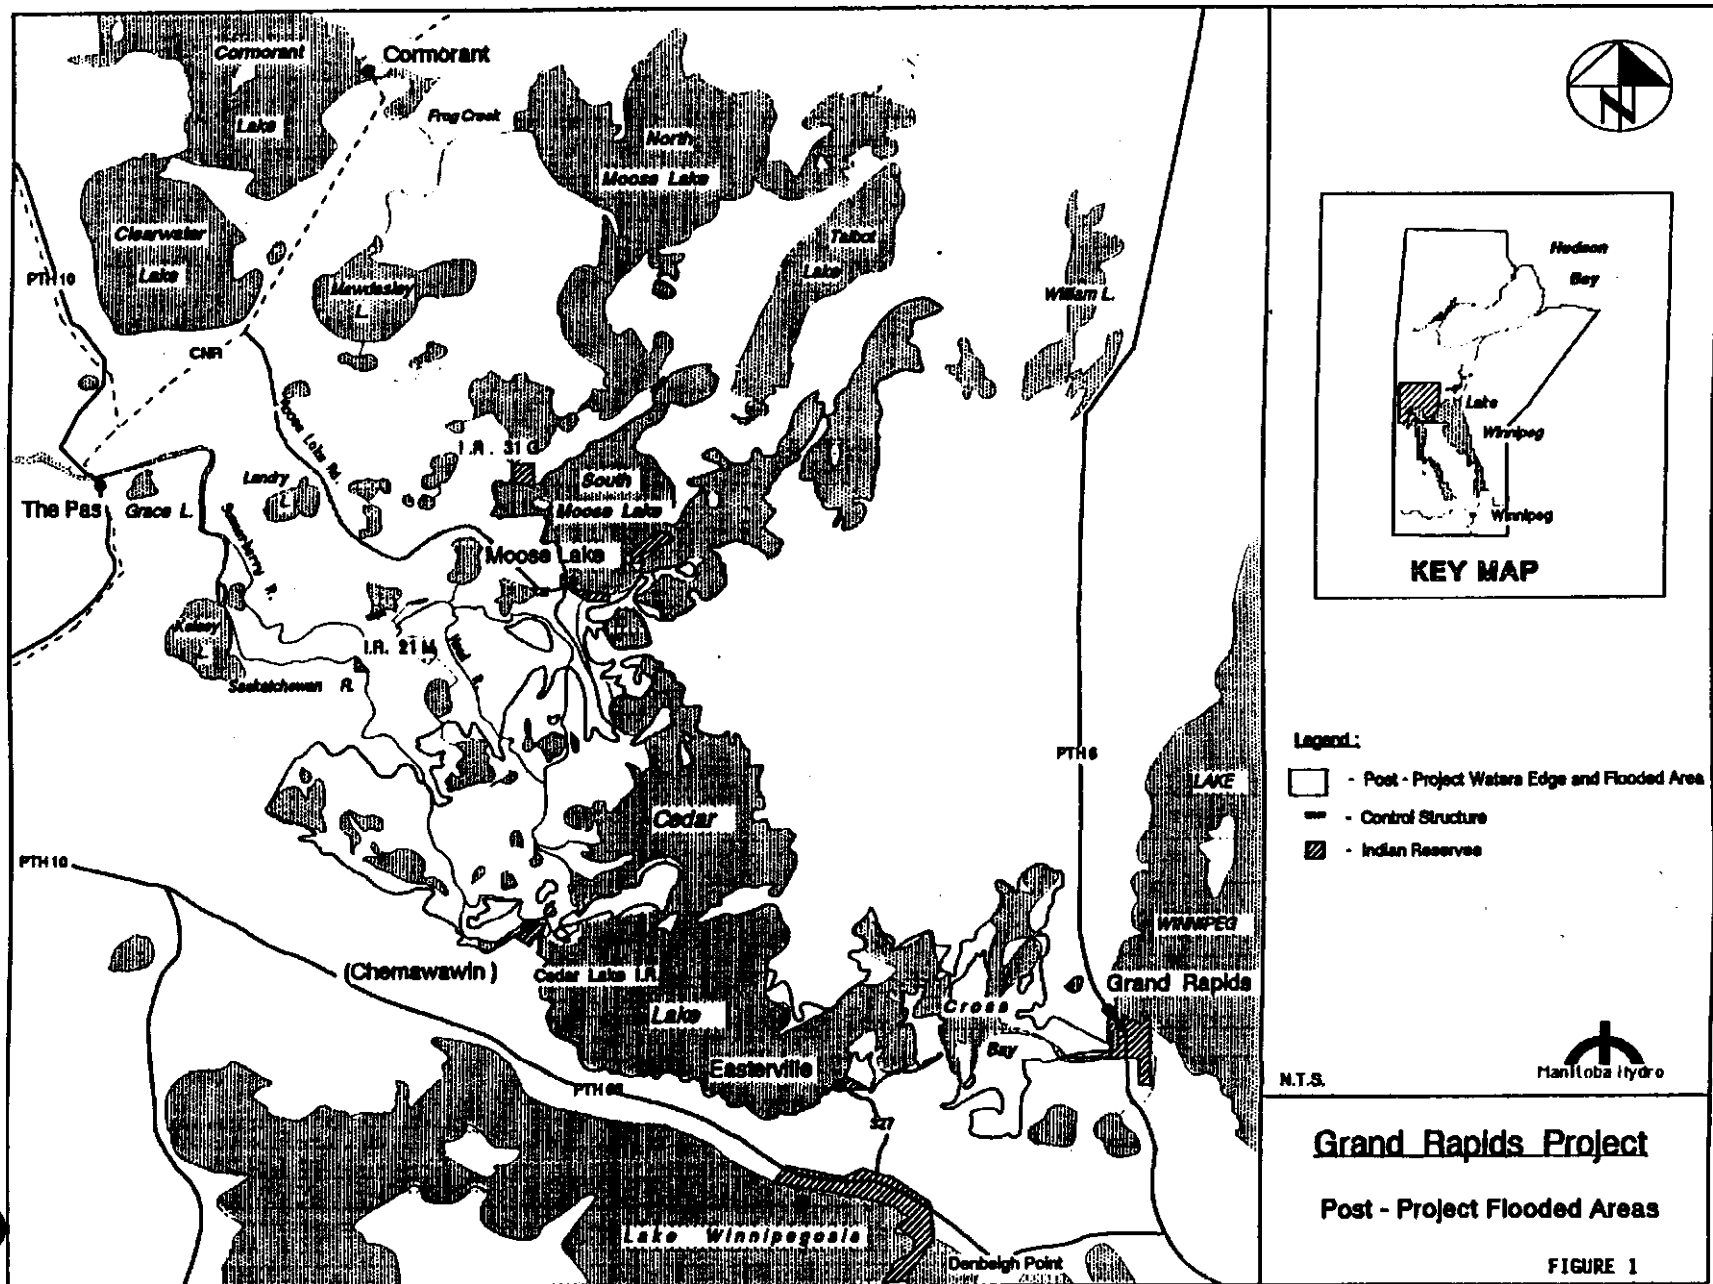 Cormorant
Lake
Cormorant
Frog Creek
North
Moose Lake
Clearwater
Lake
Talbot
Lake
PTH 10
Mawdesley
L.
William L.
CNR
Moose Lake Rd.
I.R. 31 G
Landry
L.
South
Moose Lake
The Pas
Grace L.
Moose Lake
Kelsey
L.
I.R. 21 M
Saskatchewan R.
PTH 6
LAKE
WINNIPEG
Cedar
Lake
PTH 10
(Chemawawin)
Cedar Lake I.R.
Grand Rapids
Cross
Bay
Easterville
327
Lake Winnipegosis
Denbeigh Point
N
Hudson
Bay
Lake
Winnipeg
Winnipeg
KEY MAP
Legend:
- Post - Project Waters Edge and Flooded Area
- Control Structure
- Indian Reserves
N.T.S.
Manitoba Hydro
Grand Rapids Project
Post - Project Flooded Areas
FIGURE 1